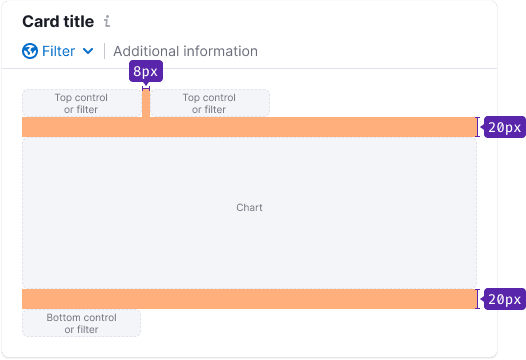 Card title
Filter
Additional information
8px
Top control
or filter
Top control
or filter
20px
Chart
20px
Bottom control
or filter